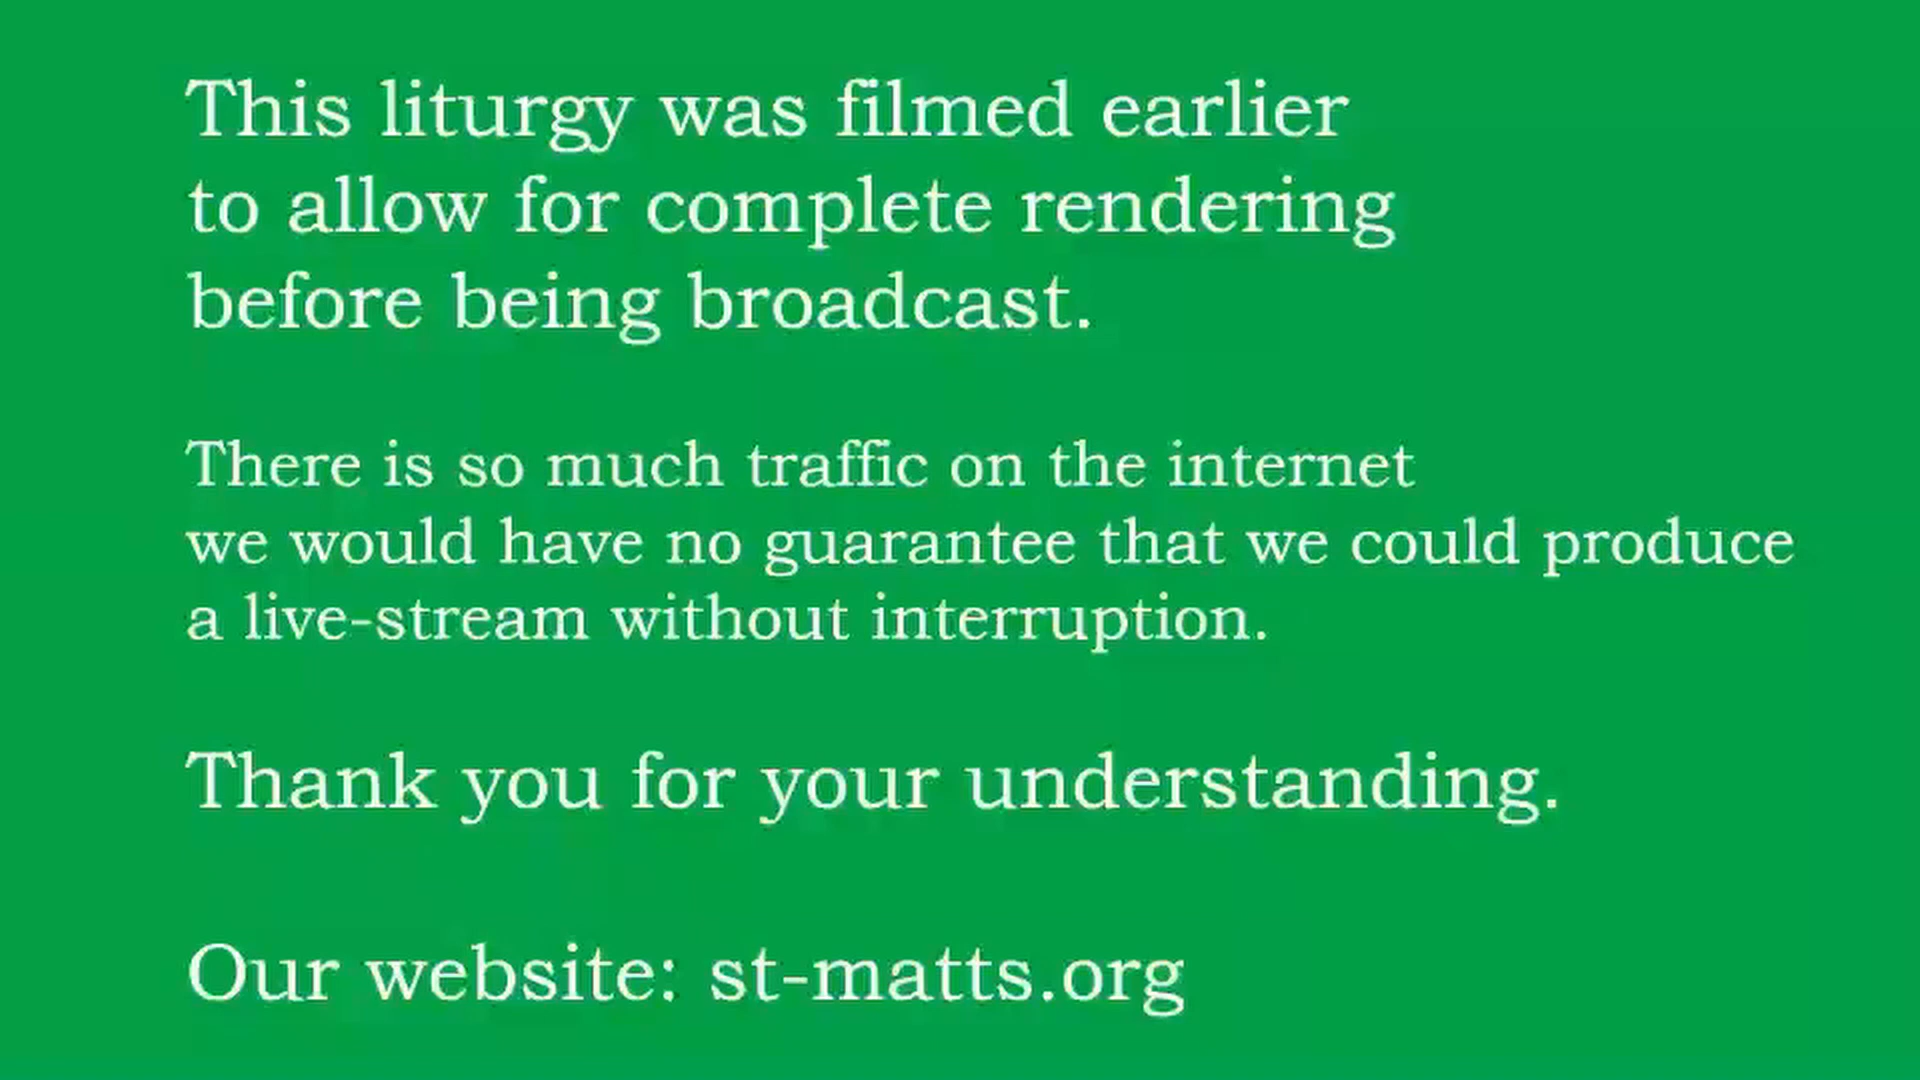 This liturgy was filmed earlier
to allow for complete rendering
before being broadcast.
There is so much traffic on the internet
we would have no guarantee that we could produce
a live-stream without interruption.
Thank you for your understanding.
Our website: st-matts.org